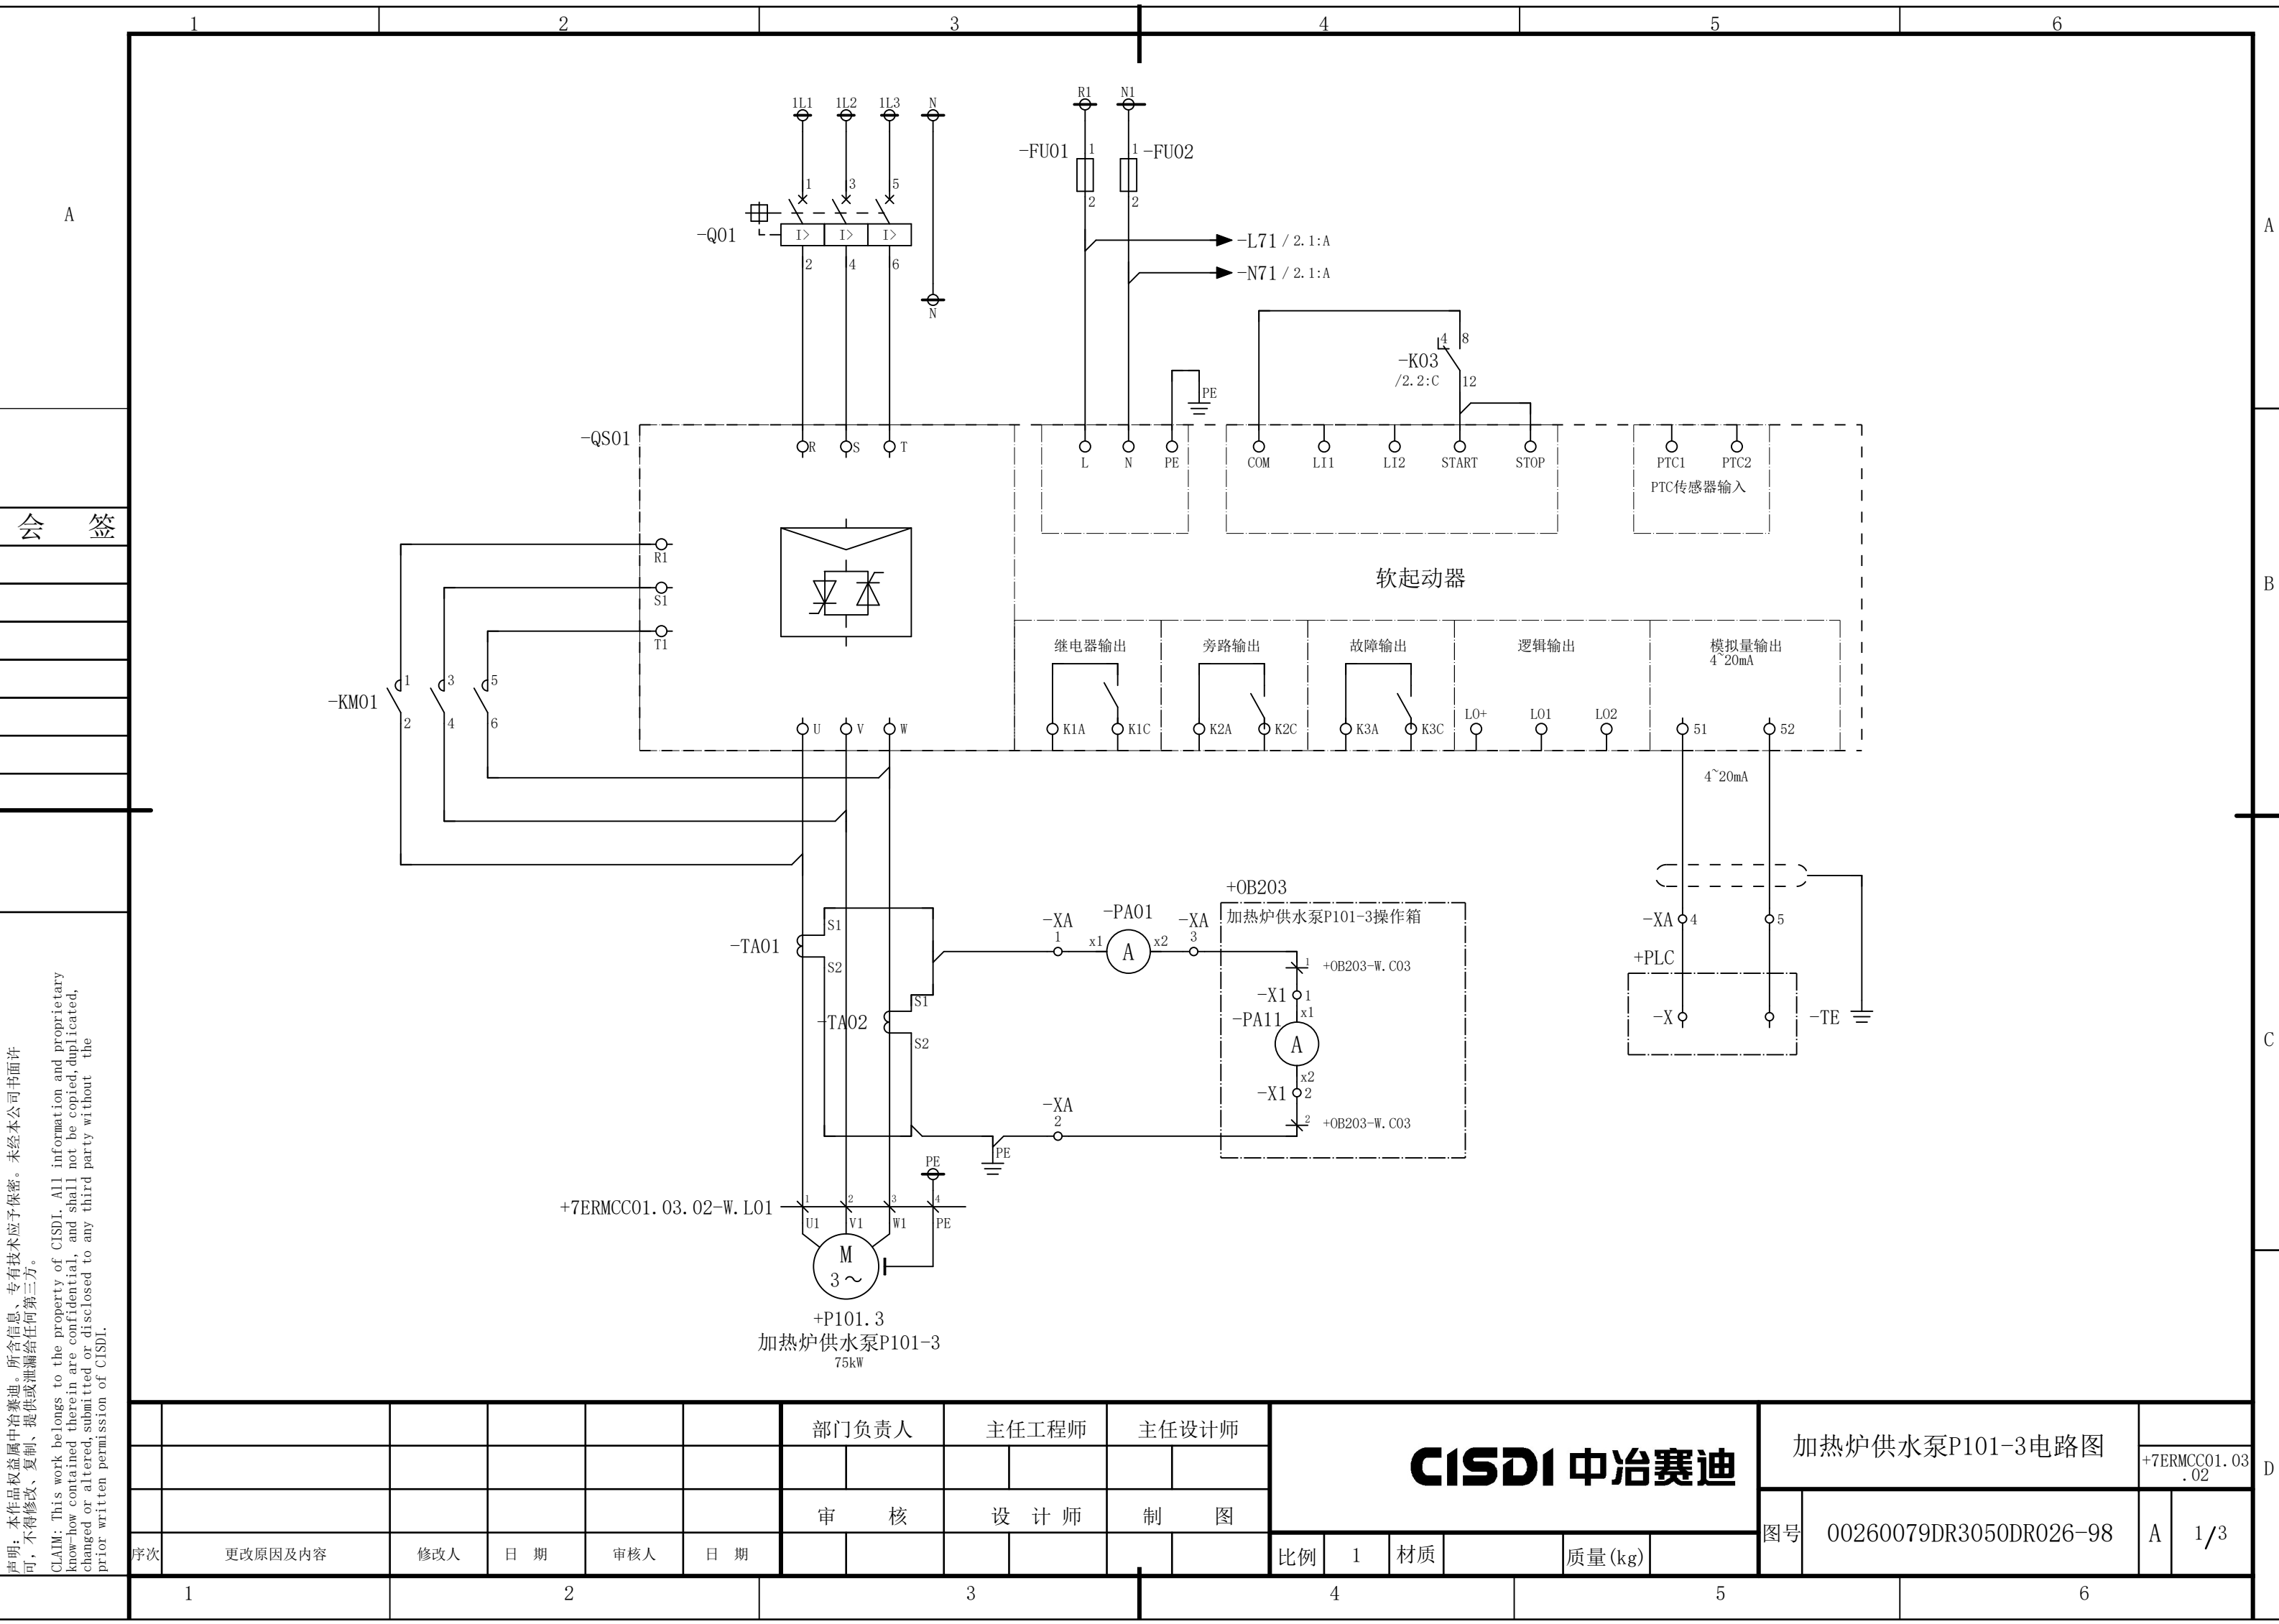 1 2 3 4 5 6
1L1 1L2 1L3 N R1 N1
-FU01 1 1 -FU02
2 2
1 3 5
-Q01 I> I> I>
2 4 6
-L71 / 2.1:A
-N71 / 2.1:A
N
A A
4 8
-K03
/2.2:C 12
PE
-QS01 R S T
L N PE
COM LI1 LI2 START STOP
PTC1 PTC2
PTC传感器输入
会 签
R1
S1
T1
软起动器
B
继电器输出 旁路输出 故障输出 逻辑输出 模拟量输出
4~20mA
-KM01 1 3 5
2 4 6
U V W
K1A K1C K2A K2C K3A K3C
LO+ LO1 LO2
51 52
4~20mA
+OB203
加热炉供水泵P101-3操作箱
-TA01 S1
S2
-XA
1
-PA01
x1 A x2
-XA
3
1 +OB203-W.C03
-X1 1
x1
-PA11
A
x2
-X1 2
2 +OB203-W.C03
-TA02 S1
S2
-XA
2
PE
-XA 4 5
+PLC
-X -TE
C
PE
+7ERMCC01.03.02-W.L01 1 2 3 4
U1 V1 W1 PE
M
3～
+P101.3
加热炉供水泵P101-3
75kW
声明：本作品权益属中冶赛迪。所含信息、专有技术应予保密。未经本公司书面许
可，不得修改、复制、提供或泄漏给任何第三方。
CLAIM: This work belongs to the property of CISDI. All information and proprietary
know-how contained therein are confidential, and shall not be copied,duplicated,
changed or altered,submitted or disclosed to any third party without the
prior written permission of CISDI.
部门负责人 主任工程师 主任设计师
审 核 设 计 师 制 图
序次 更改原因及内容 修改人 日 期 审核人 日 期
CISDI 中冶赛迪
比例 1 材质 质量(kg)
加热炉供水泵P101-3电路图
+7ERMCC01.03
.02
图号 00260079DR3050DR026-98 A 1/3
D
1 2 3 4 5 6